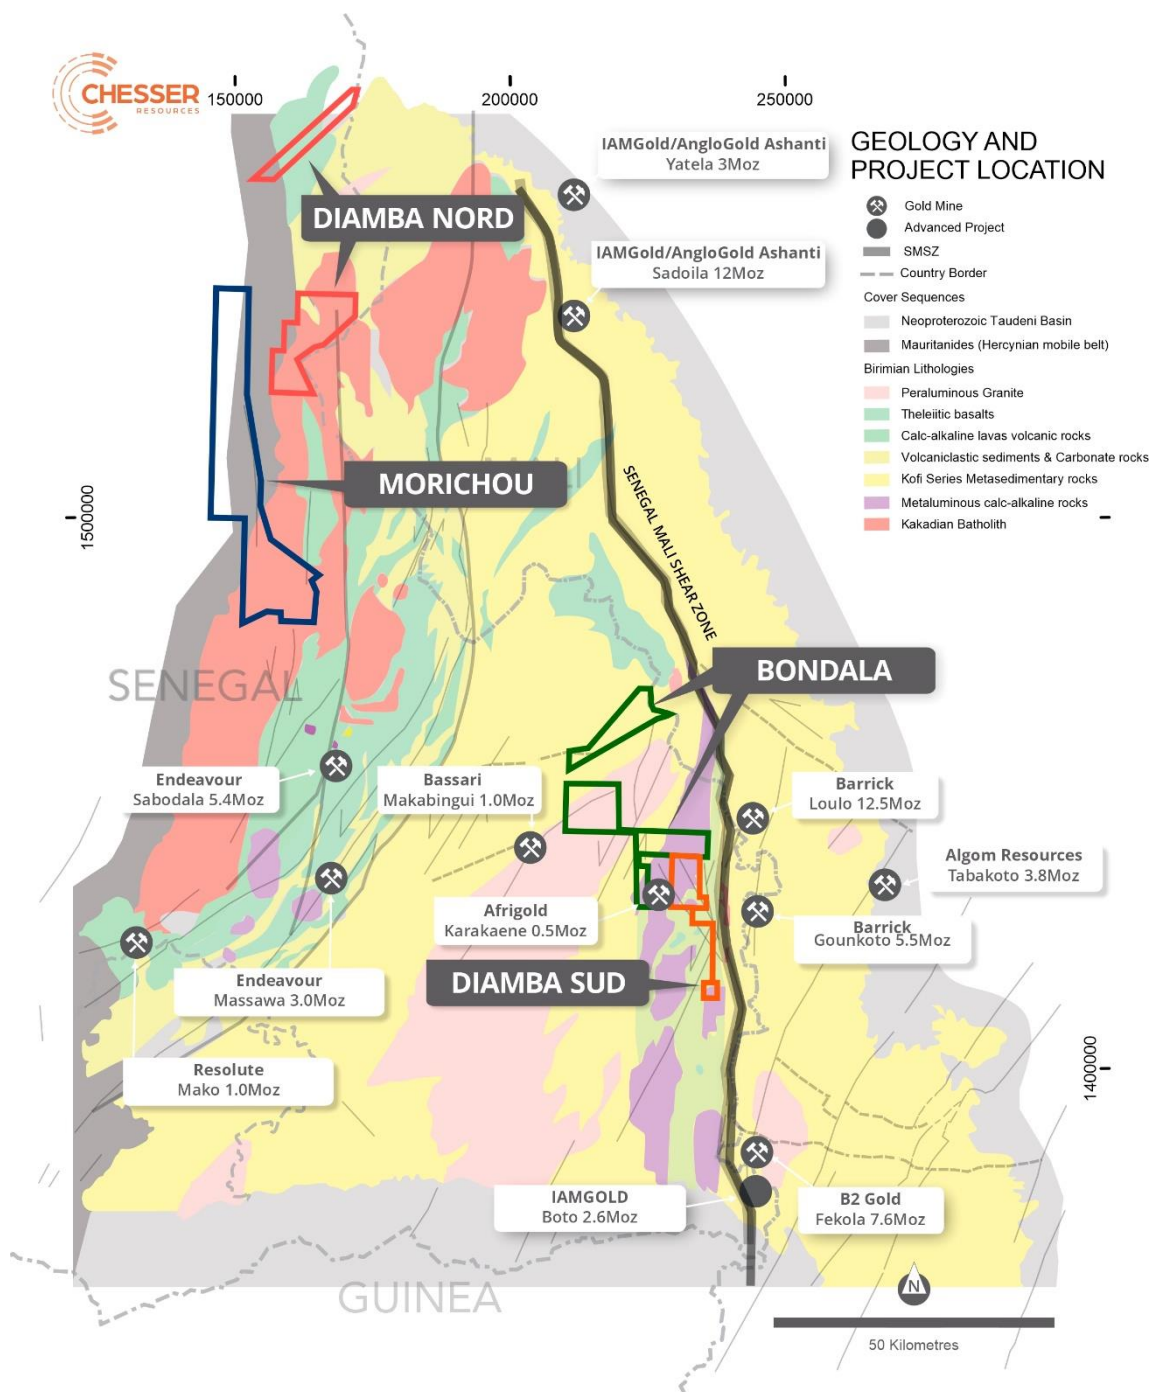 CHESSER
RESOURCES
150000
200000
250000
GEOLOGY AND
PROJECT LOCATION
Gold Mine
Advanced Project
SMSZ
Country Border
Cover Sequences
Neoproterozoic Taudeni Basin
Mauritanides (Hercynian mobile belt)
Birimian Lithologies
Peraluminous Granite
Theleiitic basalts
Calc-alkaline lavas volcanic rocks
Volcaniclastic sediments & Carbonate rocks
Kofi Series Metasedimentary rocks
Metaluminous calc-alkaline rocks
Kakadian Batholith
IAMGold/AngloGold Ashanti
Yatela 3Moz
DIAMBA NORD
IAMGold/AngloGold Ashanti
Sadoila 12Moz
MALI
MORICHOU
1500000
SENEGAL MALI SHEAR ZONE
SENEGAL
BONDALA
Endeavour
Sabodala 5.4Moz
Bassari
Makabingui 1.0Moz
Barrick
Loulo 12.5Moz
Algom Resources
Tabakoto 3.8Moz
Afrigold
Karakaene 0.5Moz
Barrick
Gounkoto 5.5Moz
Endeavour
Massawa 3.0Moz
DIAMBA SUD
Resolute
Mako 1.0Moz
1400000
IAMGOLD
Boto 2.6Moz
B2 Gold
Fekola 7.6Moz
GUINEA
N
50 Kilometres